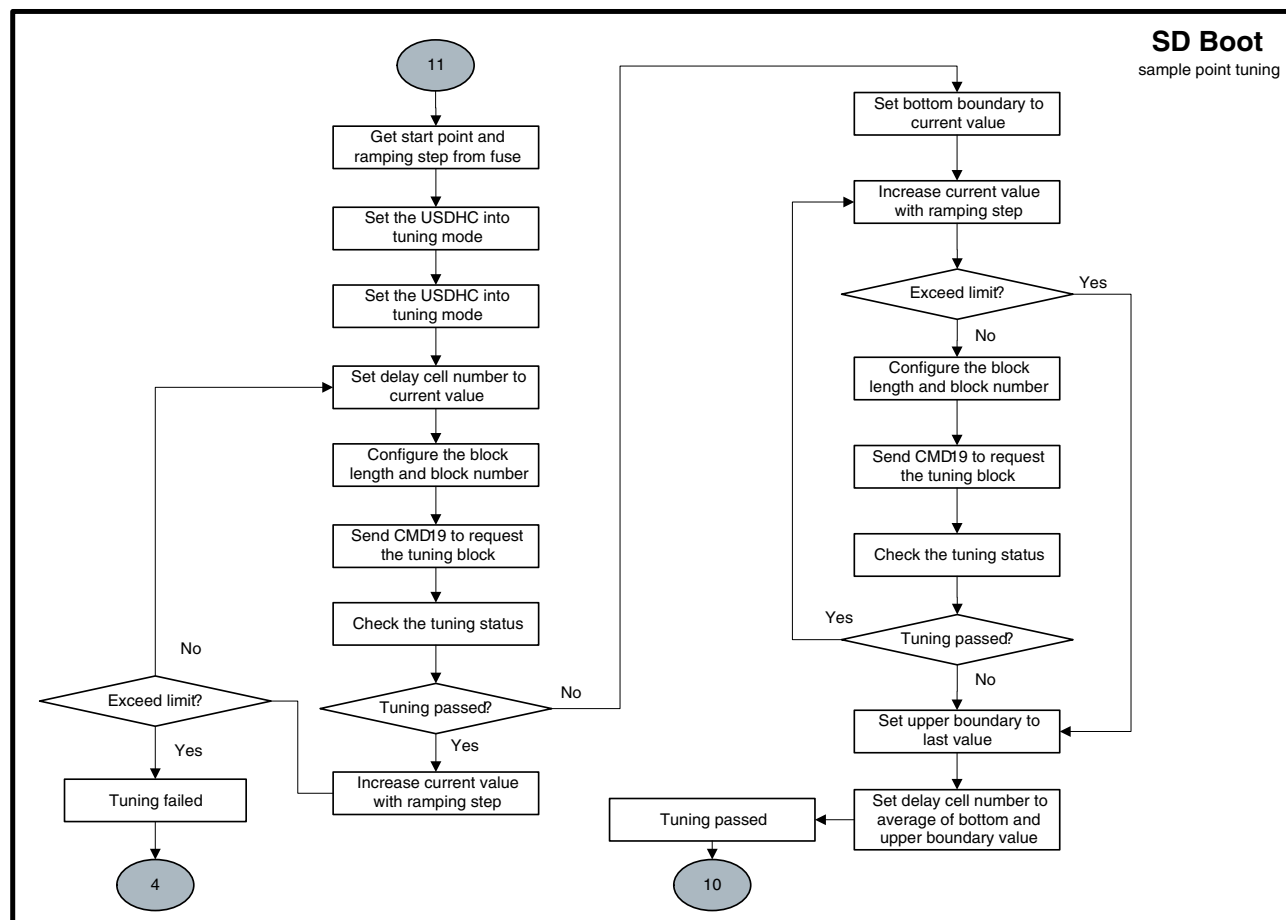 SD Boot
sample point tuning
11
Get start point and
ramping step from fuse
Set the USDHC into
tuning mode
Set the USDHC into
tuning mode
Set delay cell number to
current value
Configure the block
length and block number
Send CMD19 to request
the tuning block
Check the tuning status
Tuning passed?
No
Yes
Increase current value
with ramping step
Exceed limit?
No
Yes
Tuning failed
4
Set bottom boundary to
current value
Increase current value
with ramping step
Exceed limit?
Yes
No
Configure the block
length and block number
Send CMD19 to request
the tuning block
Check the tuning status
Tuning passed?
Yes
No
Set upper boundary to
last value
Set delay cell number to
average of bottom and
upper boundary value
Tuning passed
10